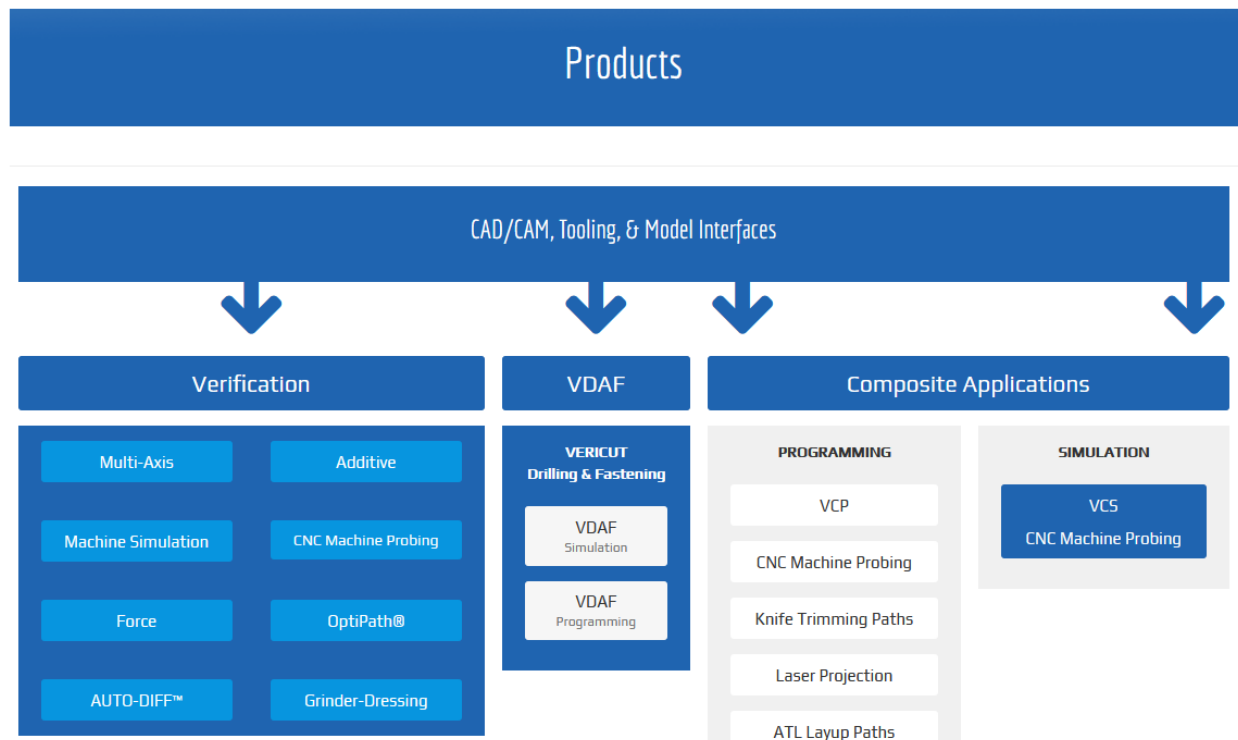 Products
CAD/CAM, Tooling, & Model Interfaces
Verification
Multi-Axis
Additive
Machine Simulation
CNC Machine Probing
Force
OptiPath®
AUTO-DIFF™
Grinder-Dressing
VDAF
VERICUT
Drilling & Fastening
VDAF
Simulation
VDAF
Programming
Composite Applications
PROGRAMMING
VCP
CNC Machine Probing
Knife Trimming Paths
Laser Projection
ATL Layup Paths
SIMULATION
VCS
CNC Machine Probing